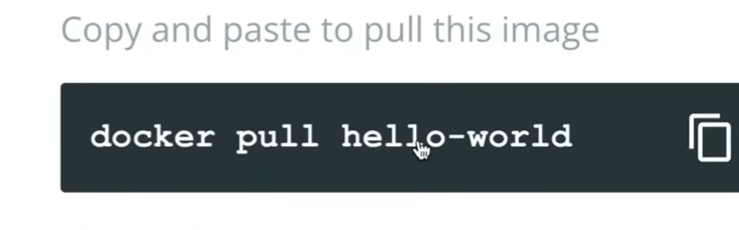 Copy and paste to pull this image
docker pull hello-world